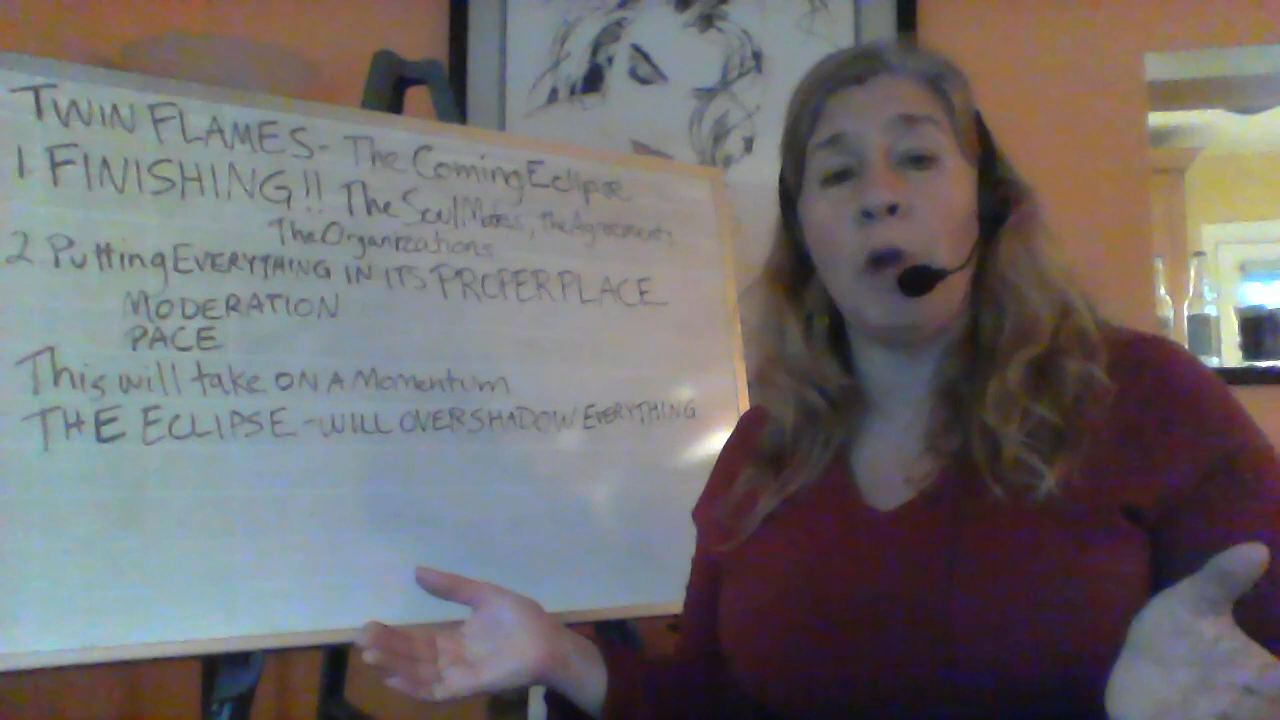 TWIN FLAMES - The Coming Eclipse
1 FINISHING!! The Soul Mates, The Agreements
The Organizations
2 Putting EVERYTHING IN ITS PROPER PLACE
MODERATION
PACE
This will take ON A Momentum
THE ECLIPSE - WILL OVERSHADOW EVERYTHING